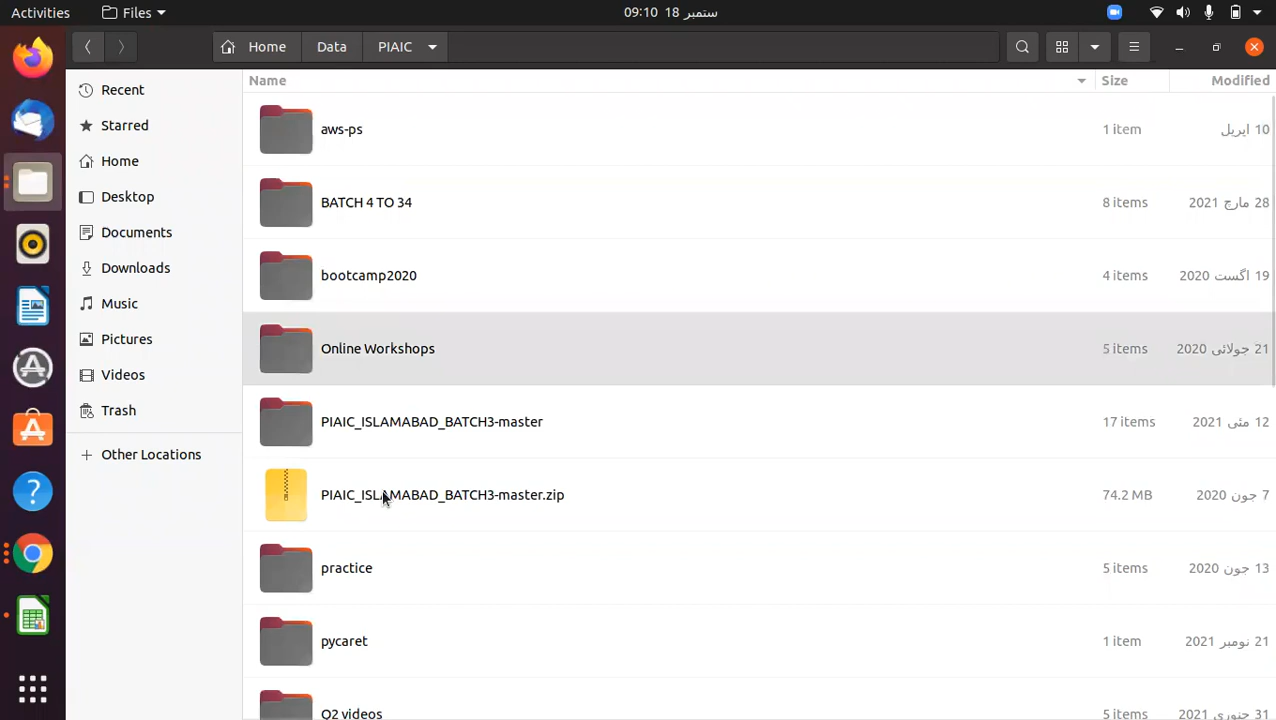 Activities Files 09:10 ستمبر 18
Home Data PIAIC
Name Size Modified
Recent
Starred
Home
Desktop
Documents
Downloads
Music
Pictures
Videos
Trash
Other Locations
aws-ps 1 item 10 اپریل
BATCH 4 TO 34 8 items 28 مارچ 2021
bootcamp2020 4 items 19 اگست 2020
Online Workshops 5 items 21 جولائی 2020
PIAIC_ISLAMABAD_BATCH3-master 17 items 12 مئی 2021
PIAIC_ISLAMABAD_BATCH3-master.zip 74.2 MB 7 جون 2020
practice 5 items 13 جون 2020
pycaret 1 item 21 نومبر 2021
Q2 videos 5 items 31 جنوری 2021